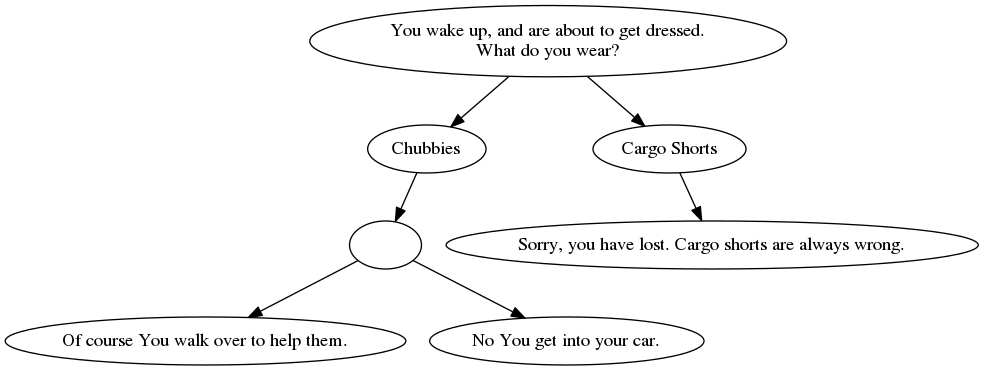 You wake up, and are about to get dressed.
What do you wear?
Chubbies
Cargo Shorts
Sorry, you have lost. Cargo shorts are always wrong.
Of course You walk over to help them.
No You get into your car.